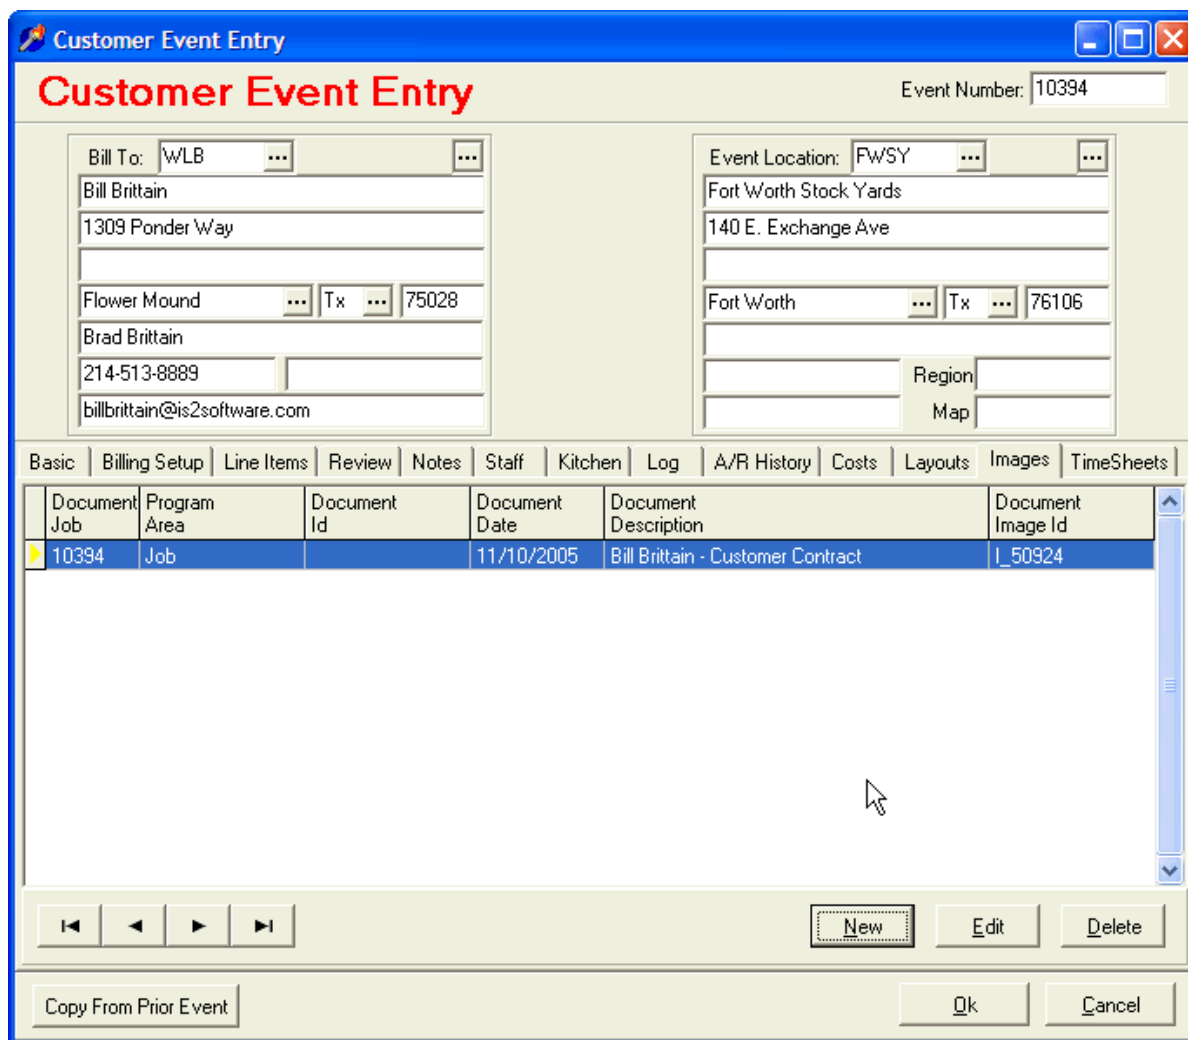 Customer Event Entry
Customer Event Entry
Event Number: 10394
Bill To: WLB ... ...
Bill Brittain
1309 Ponder Way
Flower Mound ... Tx ... 75028
Brad Brittain
214-513-8889
billbrittain@is2software.com
Event Location: FWSY ... ...
Fort Worth Stock Yards
140 E. Exchange Ave
Fort Worth ... Tx ... 76106
Region
Map
Basic Billing Setup Line Items Review Notes Staff Kitchen Log A/R History Costs Layouts Images TimeSheets
Document Job Program Area Document Id Document Date Document Description Document Image Id
10394 Job 11/10/2005 Bill Brittain - Customer Contract I_50924
New Edit Delete
Copy From Prior Event Ok Cancel